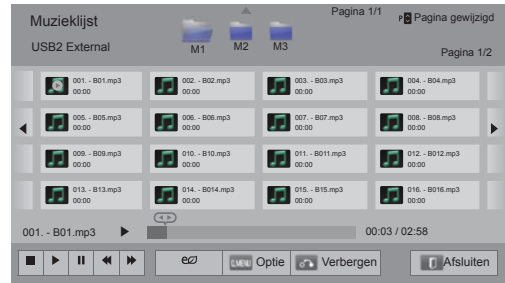 Muzieklijst
Pagina 1/1
P Pagina gewijzigd
USB2 External
M1 M2 M3
Pagina 1/2
001. - B01.mp3 002. - B02.mp3 003. - B03.mp3 004. - B04.mp3
00:00 00:00 00:00 00:00
005. - B05.mp3 006. - B06.mp3 007. - B07.mp3 008. - B08.mp3
00:00 00:00 00:00 00:00
009. - B09.mp3 010. - B10.mp3 011. - B011.mp3 012. - B012.mp3
00:00 00:00 00:00 00:00
013. - B13.mp3 014. - B014.mp3 015. - B15.mp3 016. - B016.mp3
00:00 00:00 00:00 00:00
001. - B01.mp3 00:03 / 02:58
Q.MENU Optie Verbergen Afsluiten